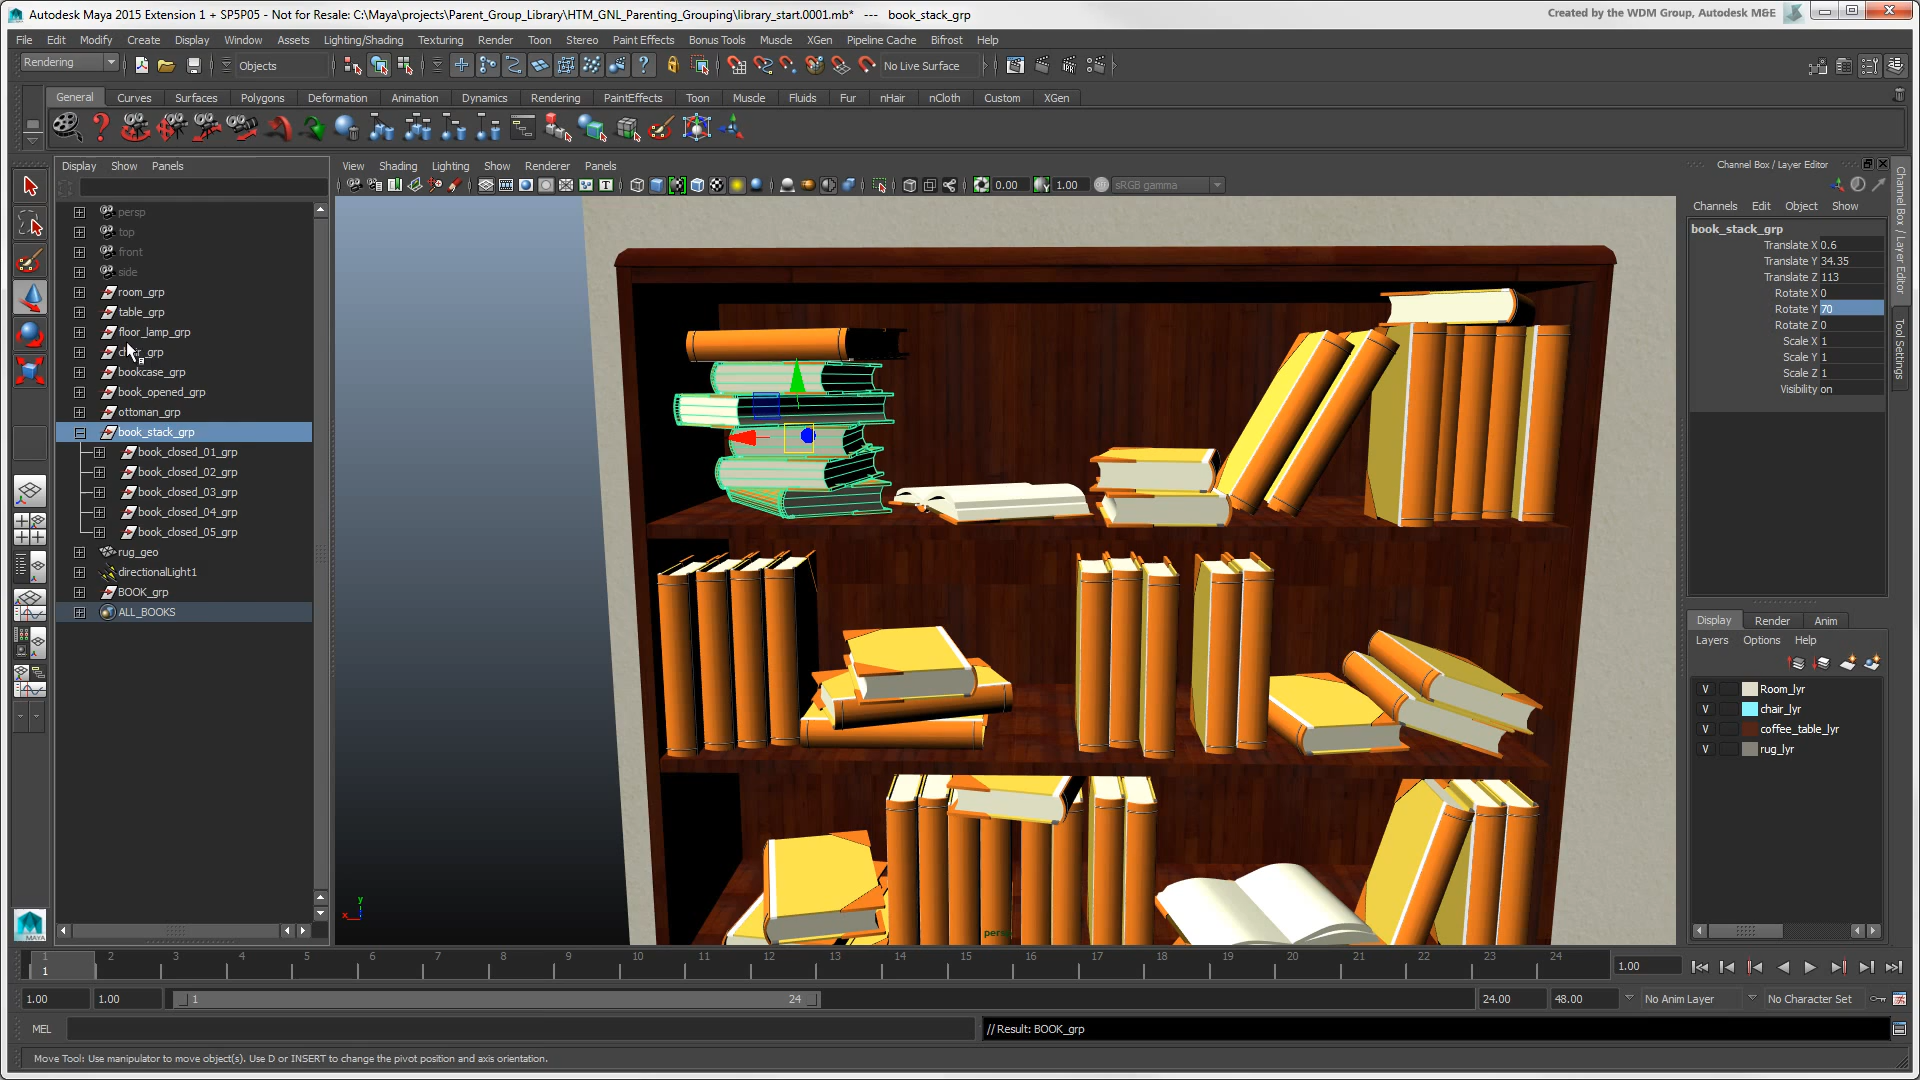 Autodesk Maya 2015 Extension 1 + SP5P05 - Not for Resale: C:\Maya\projects\Parent_Group_Library\HTM_GNL_Parenting_Grouping\library_start.0001.mb* --- book_stack_grp
Created by the WDM Group, Autodesk M&E
File Edit Modify Create Display Window Assets Lighting/Shading Texturing Render Toon Stereo Paint Effects Bonus Tools Muscle XGen Pipeline Cache Bifrost Help
Rendering Objects No Live Surface
General Curves Surfaces Polygons Deformation Animation Dynamics Rendering PaintEffects Toon Muscle Fluids Fur nHair nCloth Custom XGen
Display Show Panels
View Shading Lighting Show Renderer Panels
0.00 1.00 sRGB gamma
persp
top
front
side
room_grp
table_grp
floor_lamp_grp
bookcase_grp
book_opened_grp
ottoman_grp
book_stack_grp
book_closed_01_grp
book_closed_02_grp
book_closed_03_grp
book_closed_04_grp
book_closed_05_grp
rug_geo
directionalLight1
BOOK_grp
ALL_BOOKS
MAYA
y
x
Channel Box / Layer Editor
Channels Edit Object Show
book_stack_grp
Translate X 0.6
Translate Y 34.35
Translate Z 113
Rotate X 0
Rotate Y 70
Rotate Z 0
Scale X 1
Scale Y 1
Scale Z 1
Visibility on
Channel Box / Layer Editor
Tool Settings
Display Render Anim
Layers Options Help
V Room_lyr
V chair_lyr
V coffee_table_lyr
V rug_lyr
1 2 3 4 5 6 7 8 9 10 11 12 13 14 15 16 17 18 19 20 21 22 23 24
1 1.00
1.00 1.00 1 24 24.00 48.00 No Anim Layer No Character Set
MEL // Result: BOOK_grp
Move Tool: Use manipulator to move object(s). Use D or INSERT to change the pivot position and axis orientation.